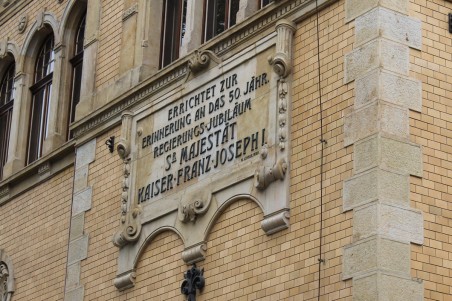 ERRICHTET ZUR
ERINNERUNG AN DAS 50. JÄHR.
REGIERUNGS-JUBILÄUM
SR MAJESTÄT
KAISER·FRANZ·JOSEPH I.